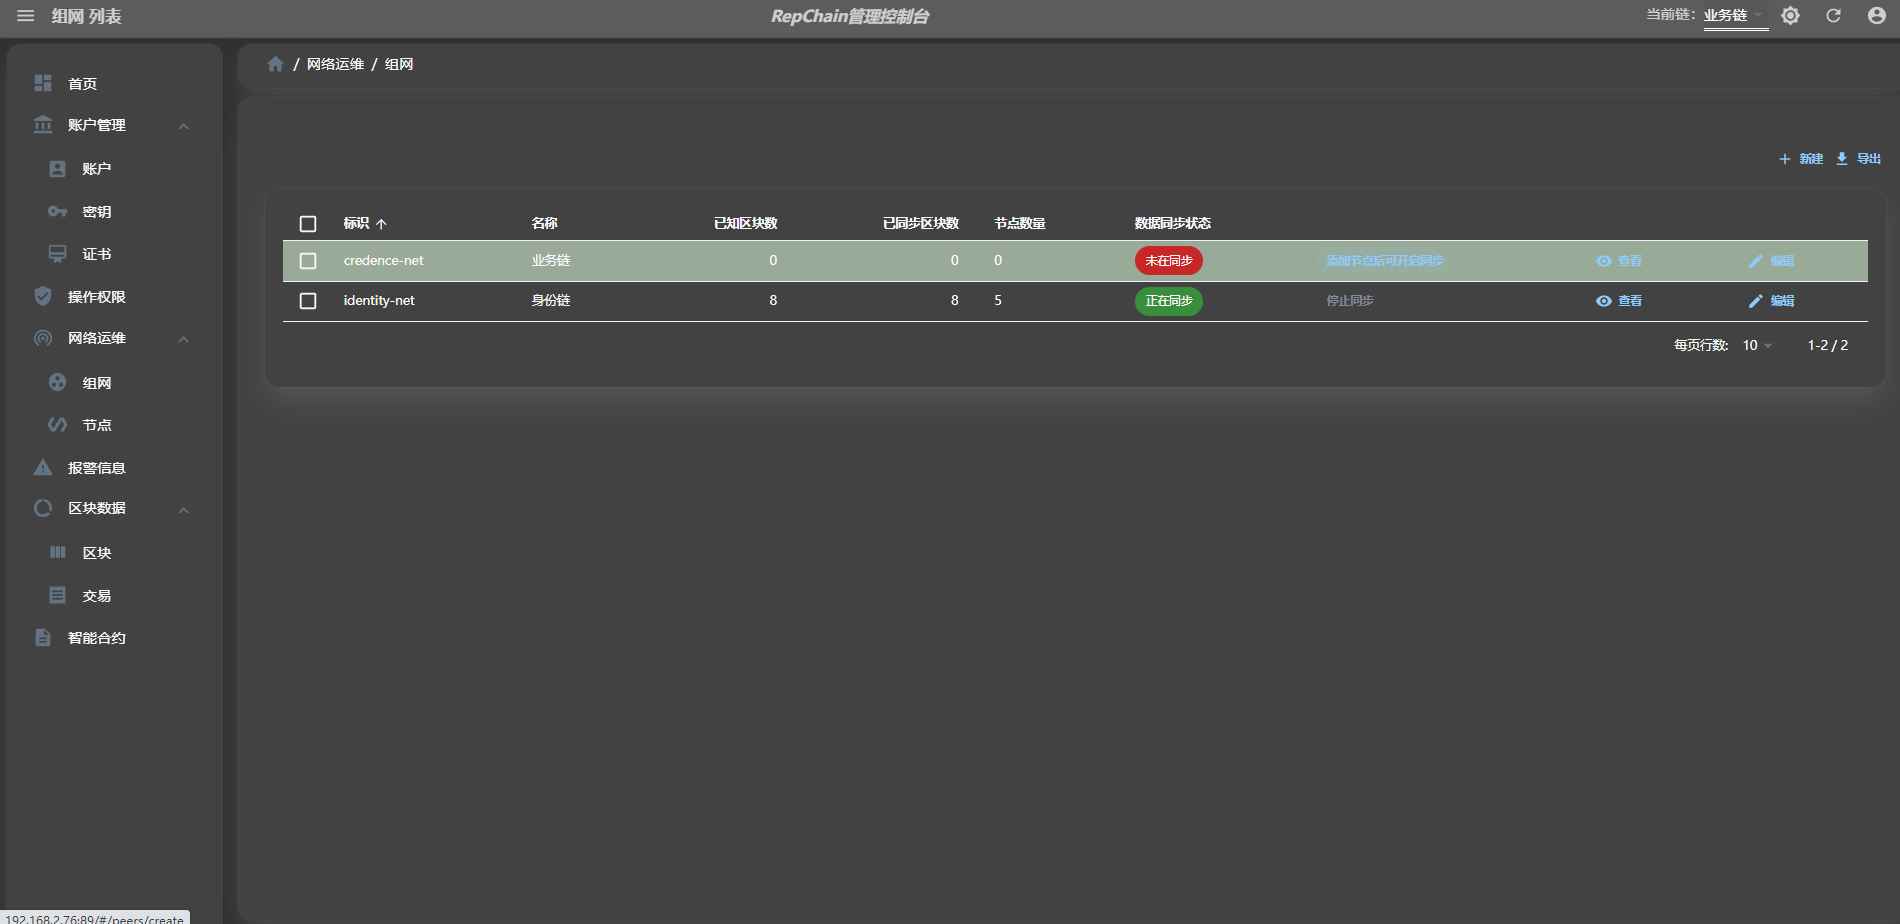 组网 列表
RepChain管理控制台
当前链: 业务链
/ 网络运维 / 组网
首页
账户管理
账户
密钥
证书
操作权限
网络运维
组网
节点
报警信息
区块数据
区块
交易
智能合约
新建 导出
标识 名称 已知区块数 已同步区块数 节点数量 数据同步状态
credence-net 业务链 0 0 0 未在同步 添加节点后可开启同步 查看 编辑
identity-net 身份链 8 8 5 正在同步 停止同步 查看 编辑
每页行数: 10 1-2 / 2
192.168.2.76:89/#/peers/create